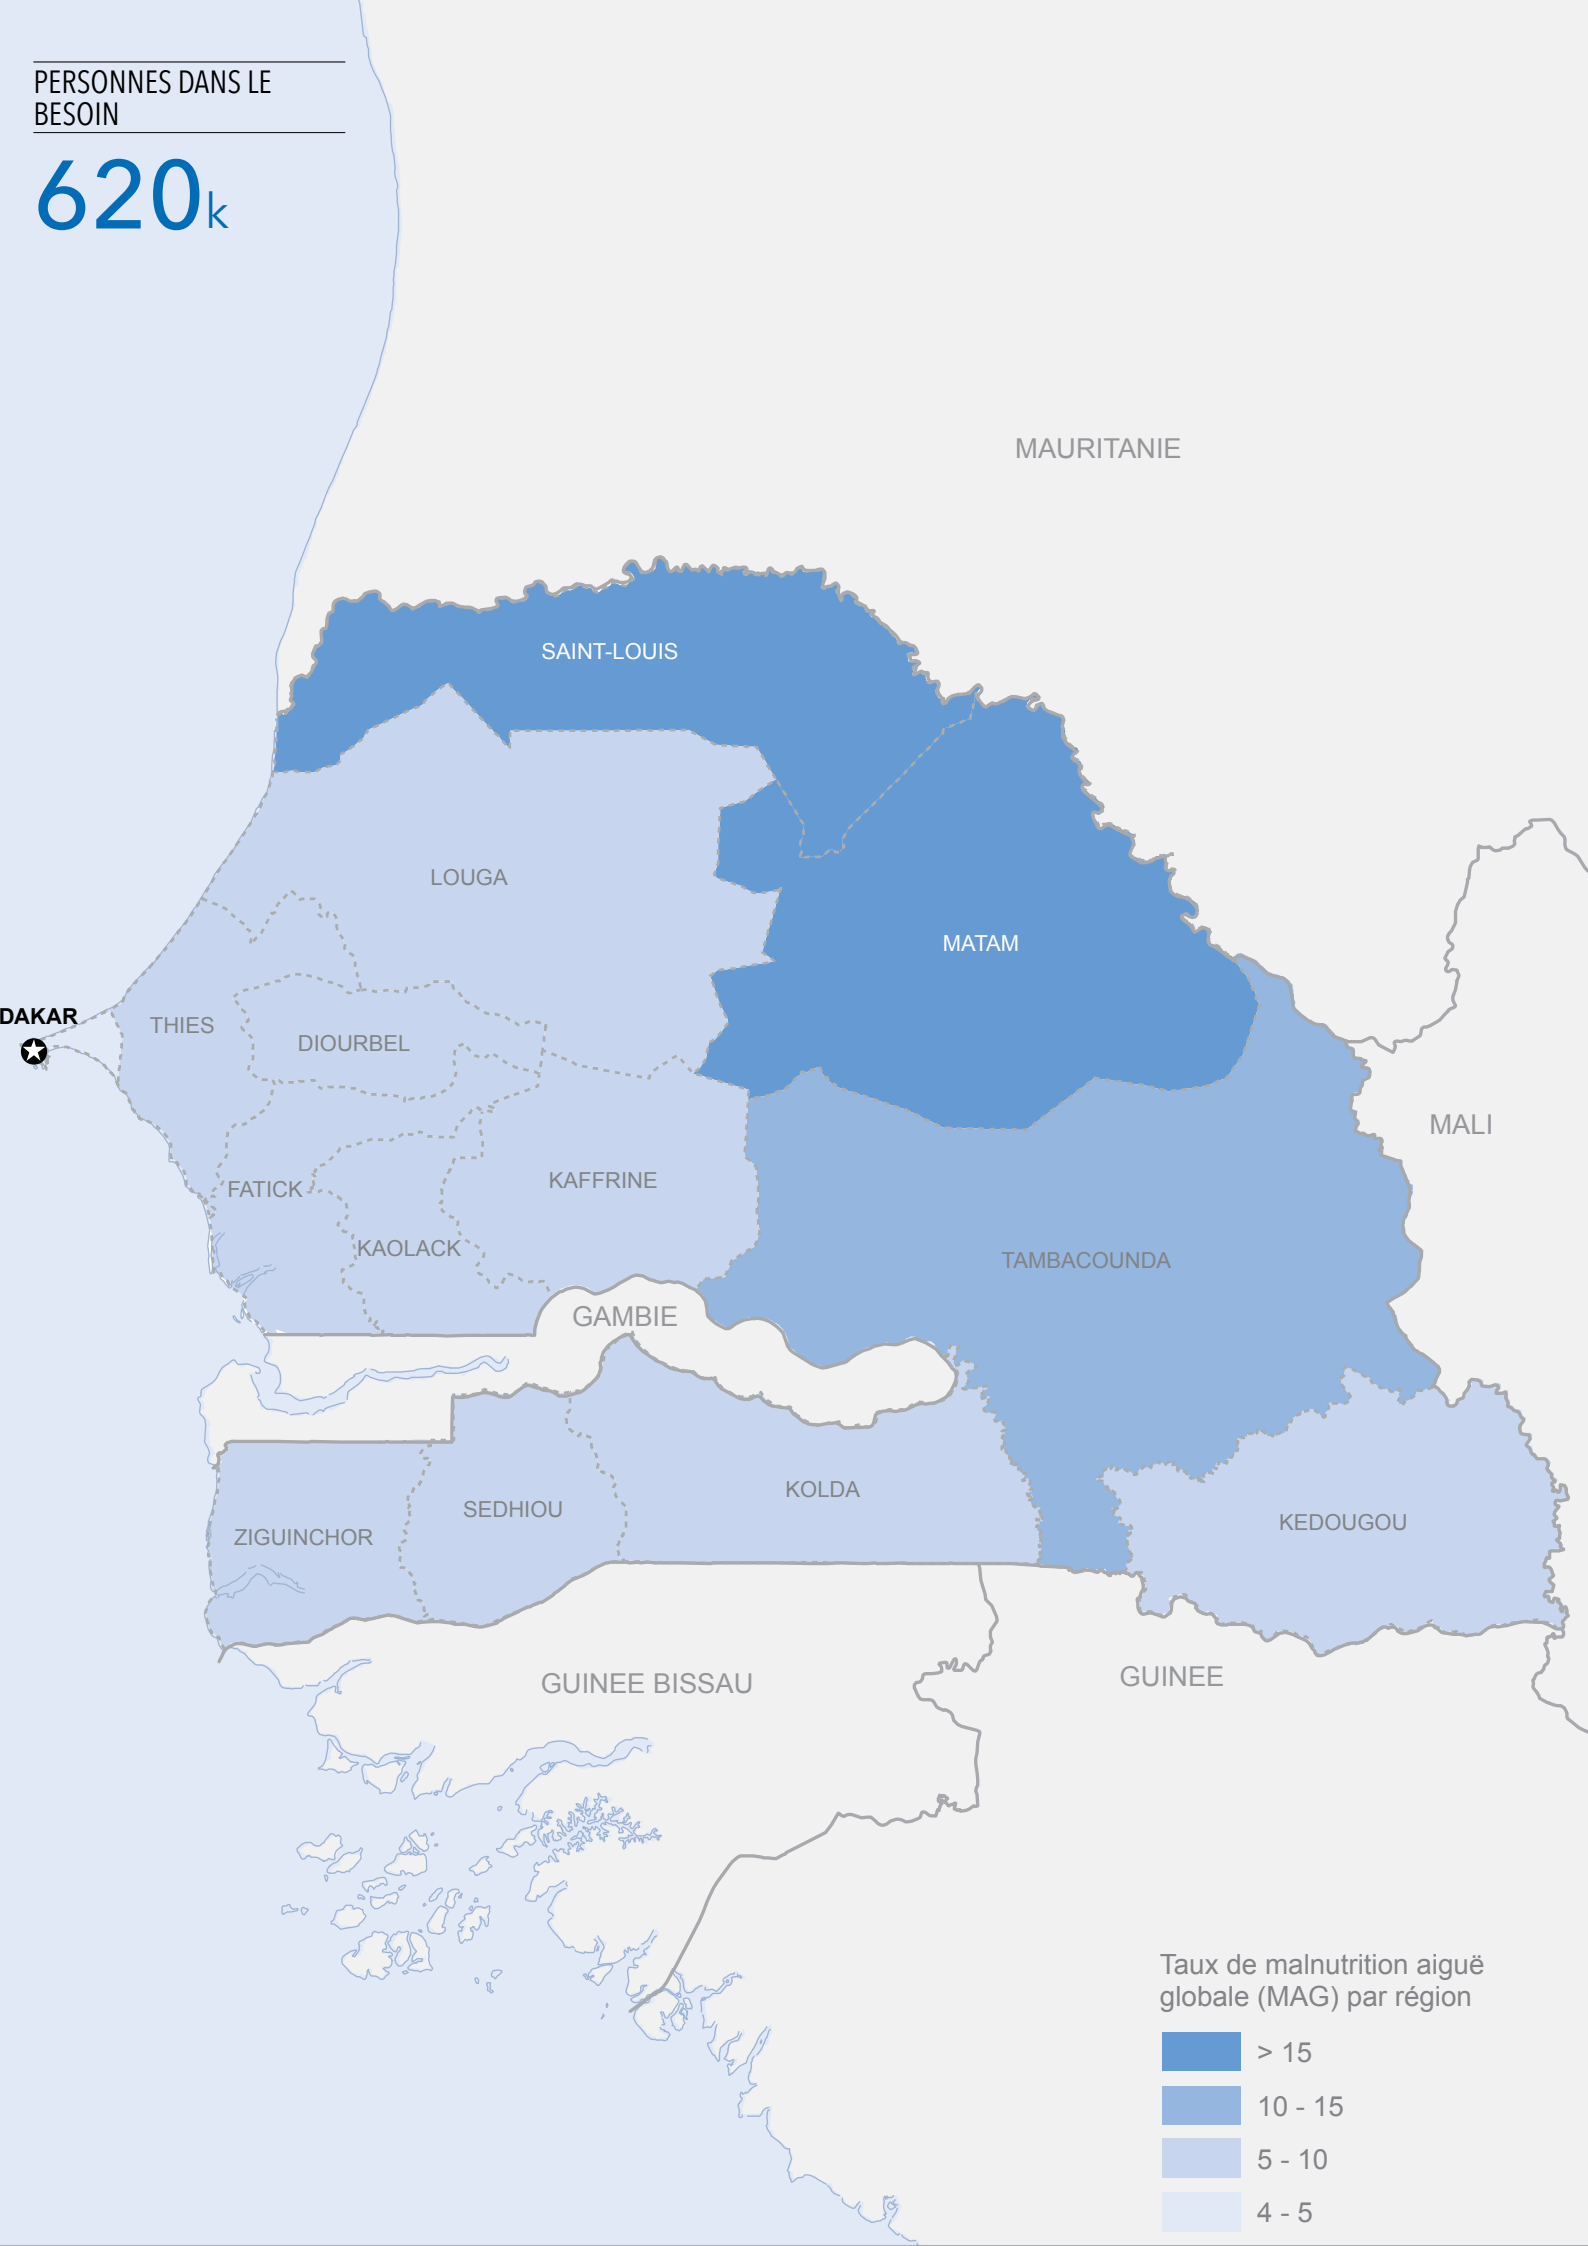 PERSONNES DANS LE
BESOIN
620k
MAURITANIE
SAINT-LOUIS
LOUGA
MATAM
DAKAR
THIES
DIOURBEL
MALI
FATICK
KAFFRINE
KAOLACK
TAMBACOUNDA
GAMBIE
KOLDA
SEDHIOU
ZIGUINCHOR
KEDOUGOU
GUINEE BISSAU
GUINEE
Taux de malnutrition aiguë
globale (MAG) par région
> 15
10 - 15
5 - 10
4 - 5